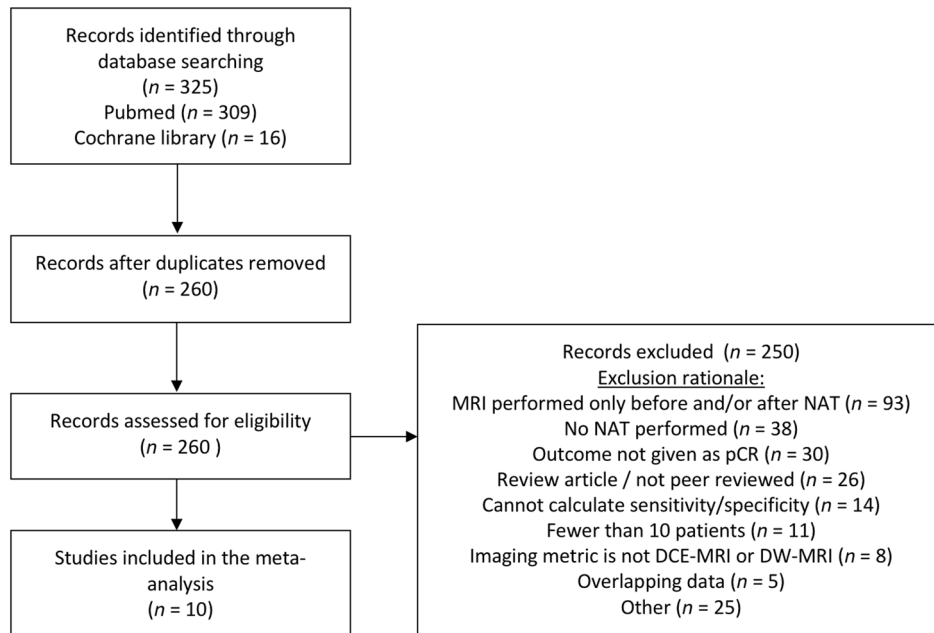 Records identified through
database searching
(n = 325)
Pubmed (n = 309)
Cochrane library (n = 16)
Records after duplicates removed
(n = 260)
Records assessed for eligibility
(n = 260 )
Studies included in the meta-
analysis
(n = 10)
Records excluded (n = 250)
Exclusion rationale:
MRI performed only before and/or after NAT (n = 93)
No NAT performed (n = 38)
Outcome not given as pCR (n = 30)
Review article / not peer reviewed (n = 26)
Cannot calculate sensitivity/specificity (n = 14)
Fewer than 10 patients (n = 11)
Imaging metric is not DCE-MRI or DW-MRI (n = 8)
Overlapping data (n = 5)
Other (n = 25)